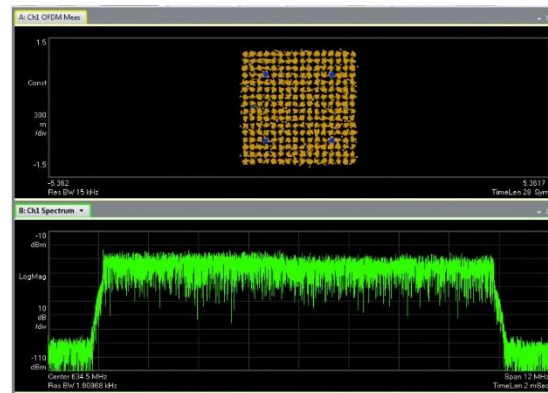 A: Ch1 OFDM Meas
1.5
Const
300
m
/div
-1.5
-5.362
5.3617
Res BW 15 kHz
TimeLen 28 Sym
B: Ch1 Spectrum
-10
dBm
LogMag
10
dB
/div
-110
dBm
Center 634.5 MHz
Span 12 MHz
Res BW 1.90968 kHz
TimeLen 2 mSec